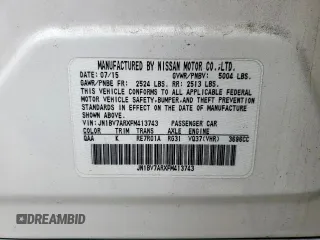 MANUFACTURED BY NISSAN MOTOR CO.,LTD.
DATE: 07/15 GVWR/PNBV: 5004 LBS.
GAWR/PNBE FR: 2524 LBS. RR: 2513 LBS.
THIS VEHICLE CONFORMS TO ALL APPLICABLE FEDERAL
MOTOR VEHICLE SAFETY,BUMPER,AND THEFT PREVENTION
STANDARDS IN EFFECT ON THE DATE OF MANUFACTURE
SHOWN ABOVE.
VIN: JN1BV7ARXFM413743 PASSENGER CAR
COLOR TRIM TRANS AXLE ENGINE
QAA K RE7R01A RG31 VQ37(VHR) 3696CC
JN1BV7ARXFM413743
AUTOBIDCAR